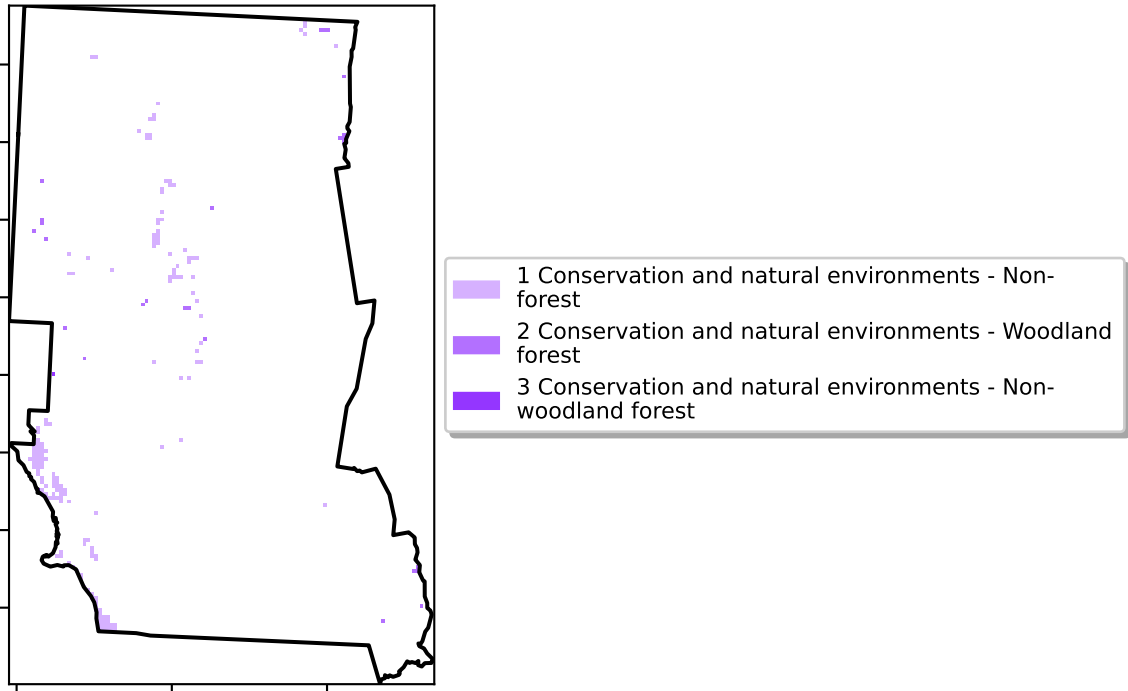 1 Conservation and natural environments - Non-
forest
2 Conservation and natural environments - Woodland
forest
3 Conservation and natural environments - Non-
woodland forest